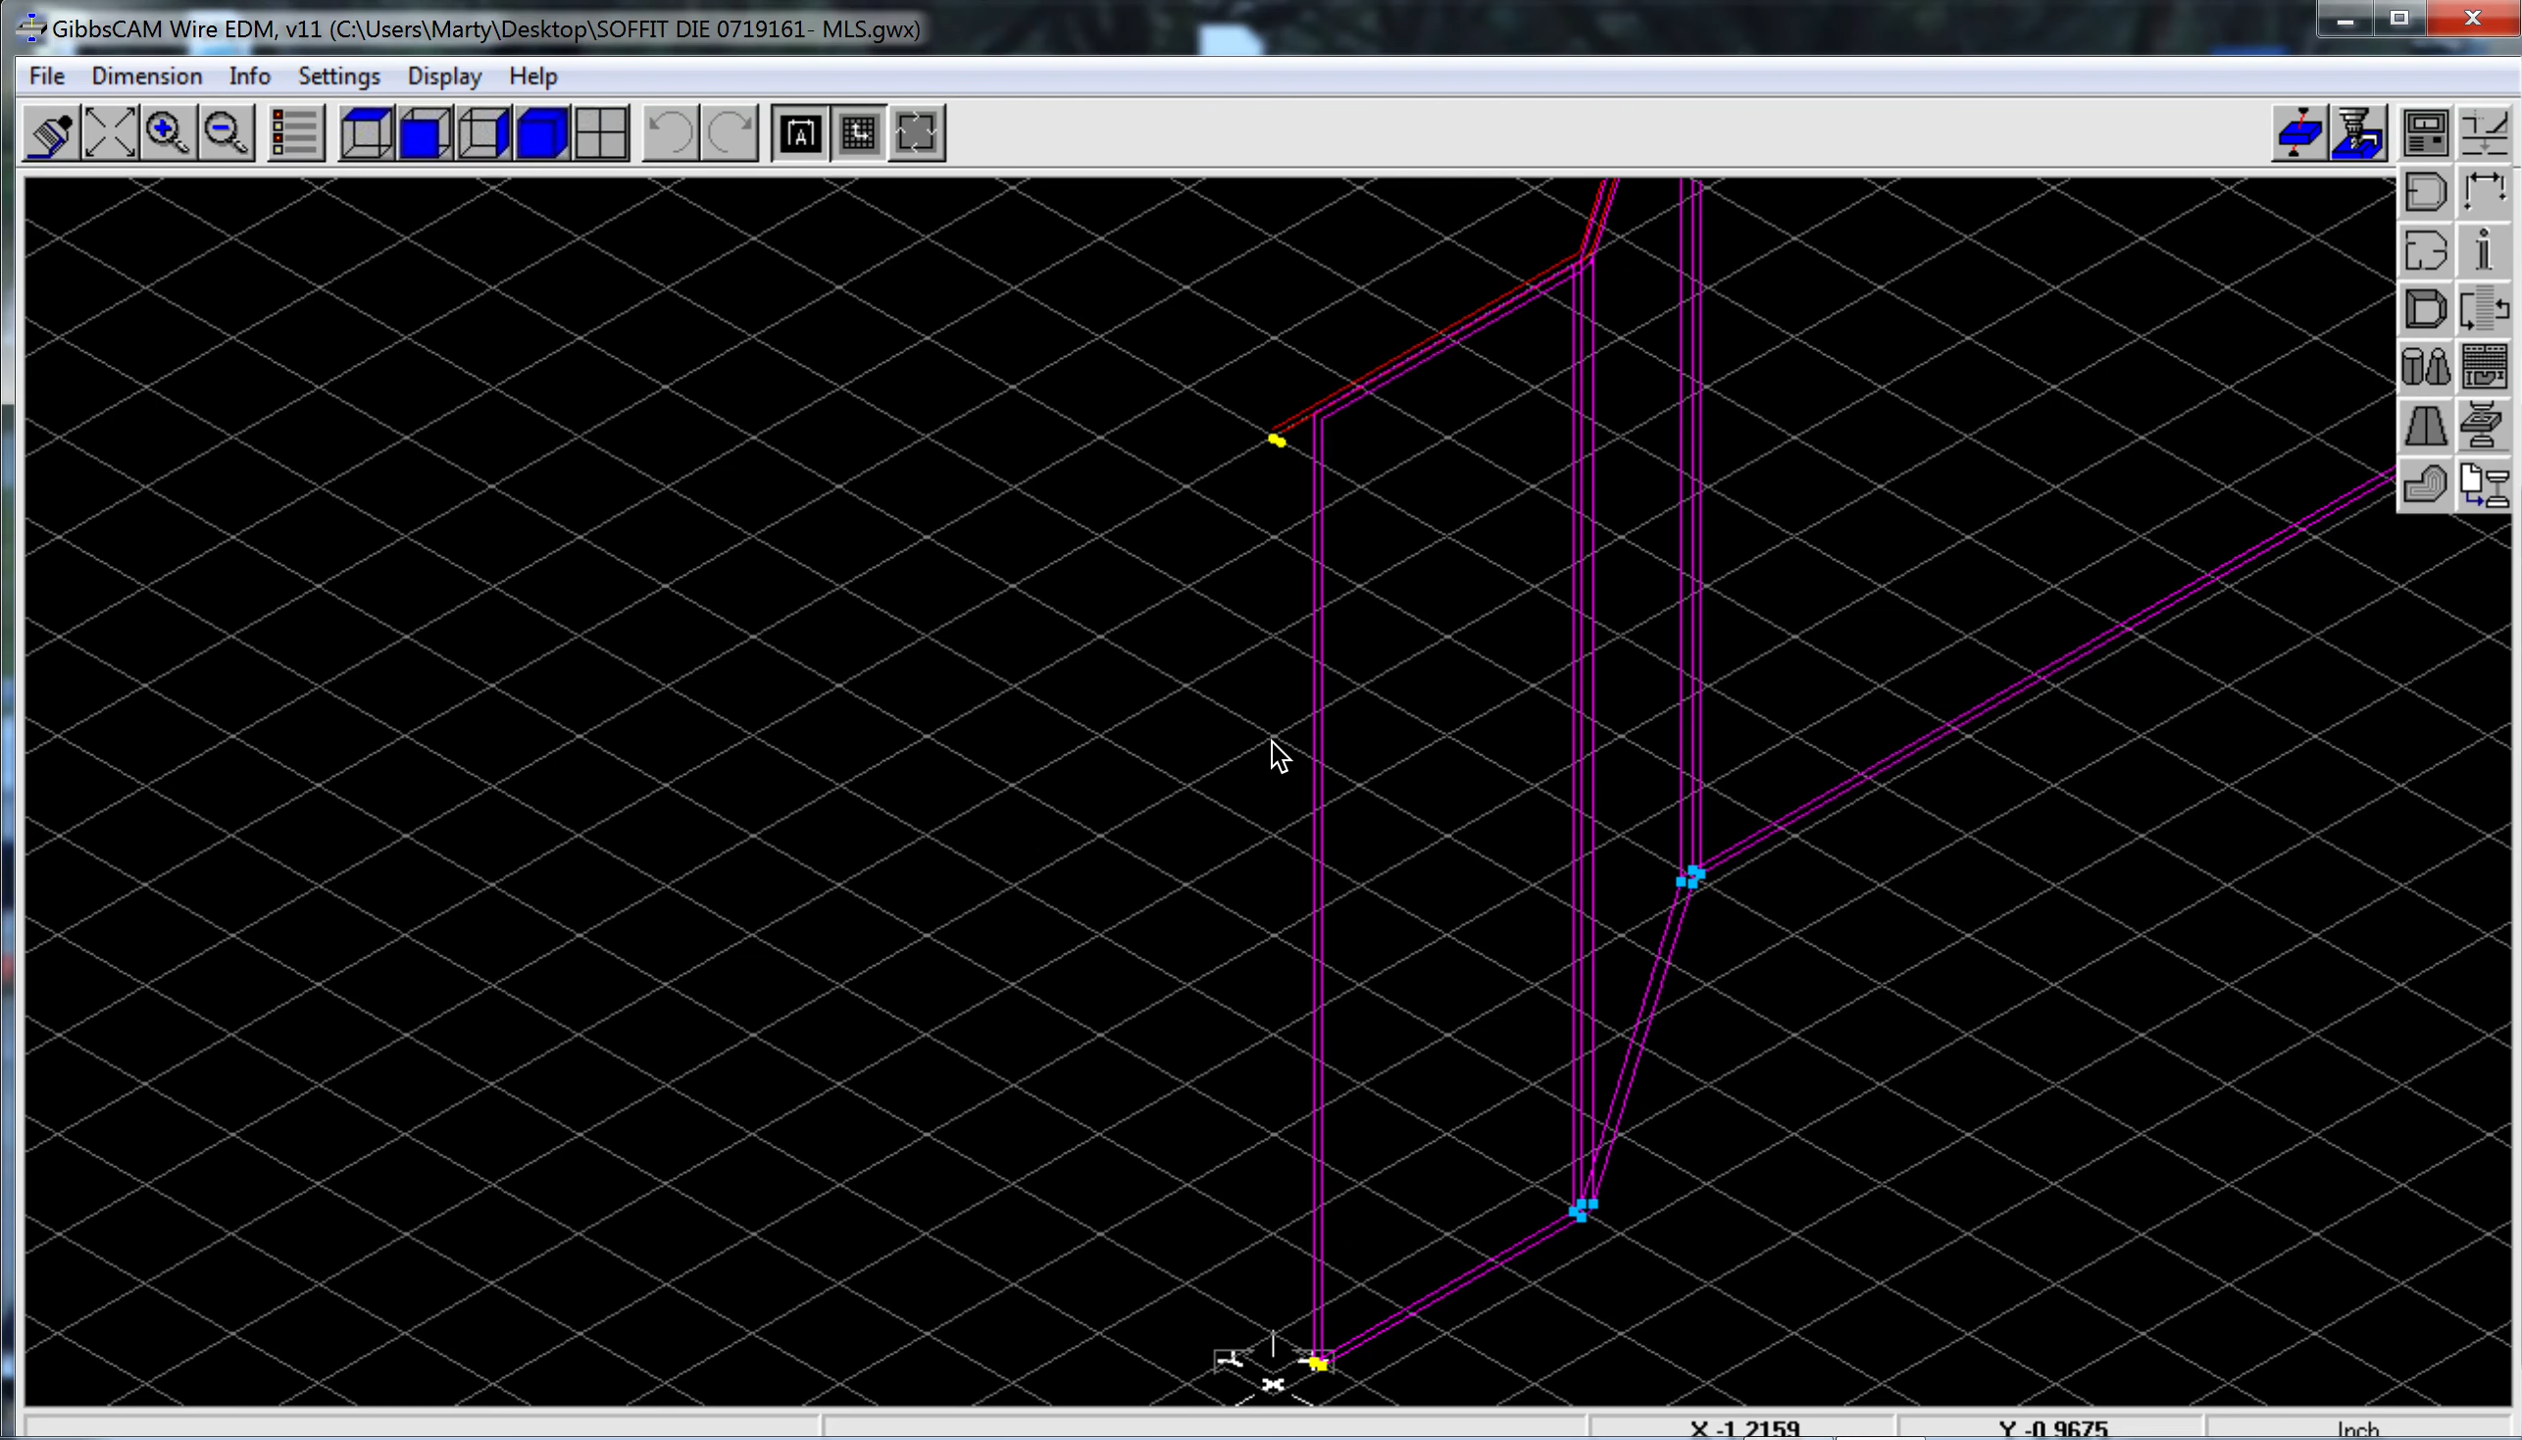 GibbsCAM Wire EDM, v11 (C:\Users\Marty\Desktop\SOFFIT DIE 0719161- MLS.gwx)
File Dimension Info Settings Display Help
A
X -1.2159 Y -0.9675 Inch